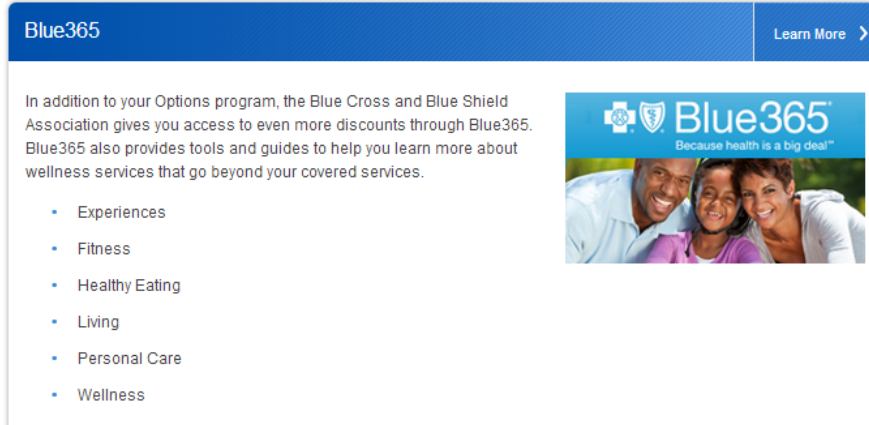 Blue365
Learn More
In addition to your Options program, the Blue Cross and Blue Shield
Association gives you access to even more discounts through Blue365.
Blue365 also provides tools and guides to help you learn more about
wellness services that go beyond your covered services.
Experiences
Fitness
Healthy Eating
Living
Personal Care
Wellness
Blue365®
Because health is a big deal℠